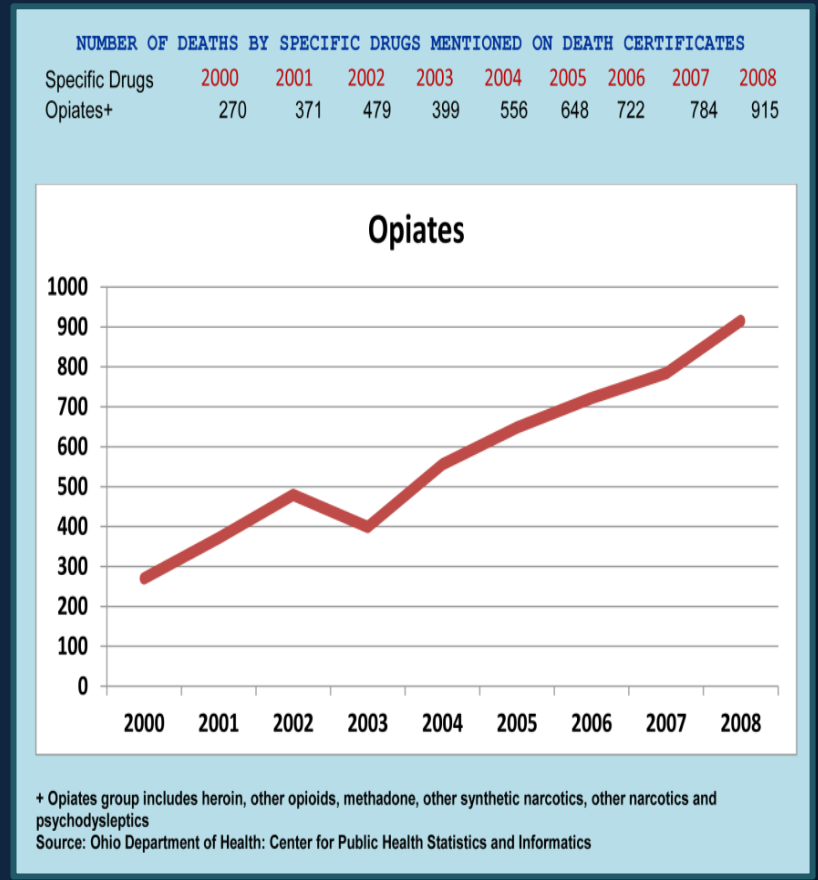 NUMBER OF DEATHS BY SPECIFIC DRUGS MENTIONED ON DEATH CERTIFICATES
Specific Drugs 2000 2001 2002 2003 2004 2005 2006 2007 2008
Opiates+ 270 371 479 399 556 648 722 784 915
Opiates
1000
900
800
700
600
500
400
300
200
100
0
2000 2001 2002 2003 2004 2005 2006 2007 2008
+ Opiates group includes heroin, other opioids, methadone, other synthetic narcotics, other narcotics and
psychodysleptics
Source: Ohio Department of Health: Center for Public Health Statistics and Informatics